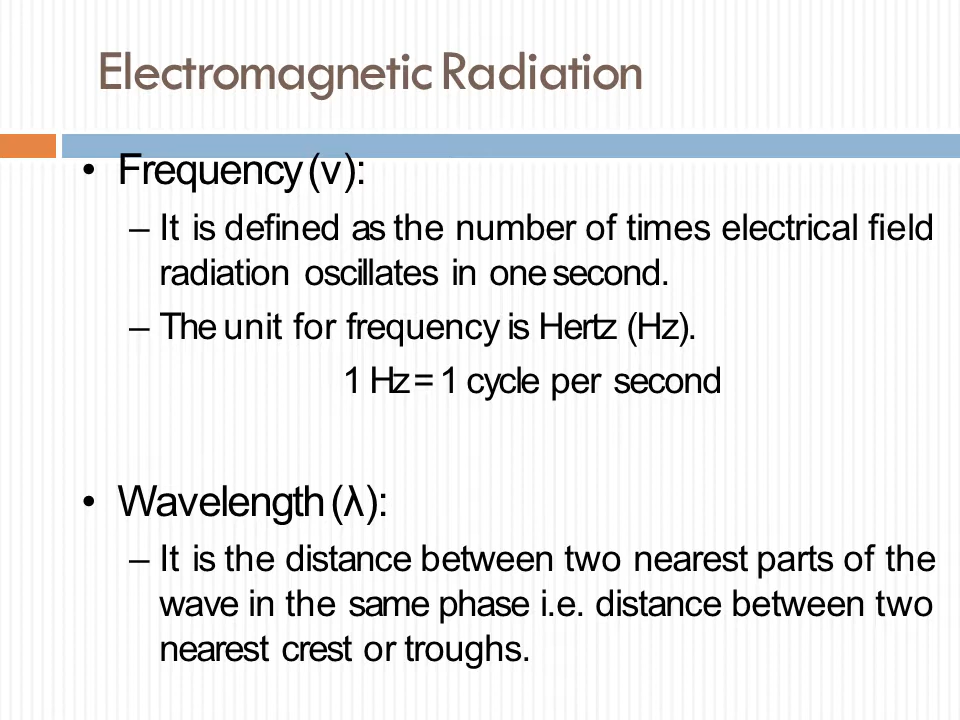 Electromagnetic Radiation
• Frequency (v):
– It is defined as the number of times electrical field
radiation oscillates in one second.
– The unit for frequency is Hertz (Hz).
1 Hz = 1 cycle per second
• Wavelength (λ):
– It is the distance between two nearest parts of the
wave in the same phase i.e. distance between two
nearest crest or troughs.